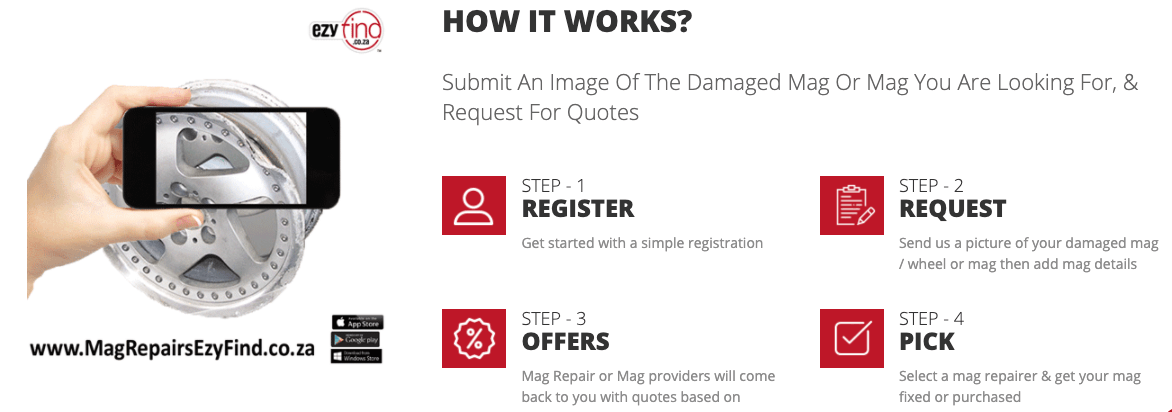 ezy find
.co.za
™
HOW IT WORKS?
Submit An Image Of The Damaged Mag Or Mag You Are Looking For, &
Request For Quotes
STEP - 1
REGISTER
Get started with a simple registration
STEP - 2
REQUEST
Send us a picture of your damaged mag
/ wheel or mag then add mag details
STEP - 3
OFFERS
%
Mag Repair or Mag providers will come
back to you with quotes based on
STEP - 4
PICK
Select a mag repairer & get your mag
fixed or purchased
App Store
Google play
Windows Store
www.MagRepairsEzyFind.co.za